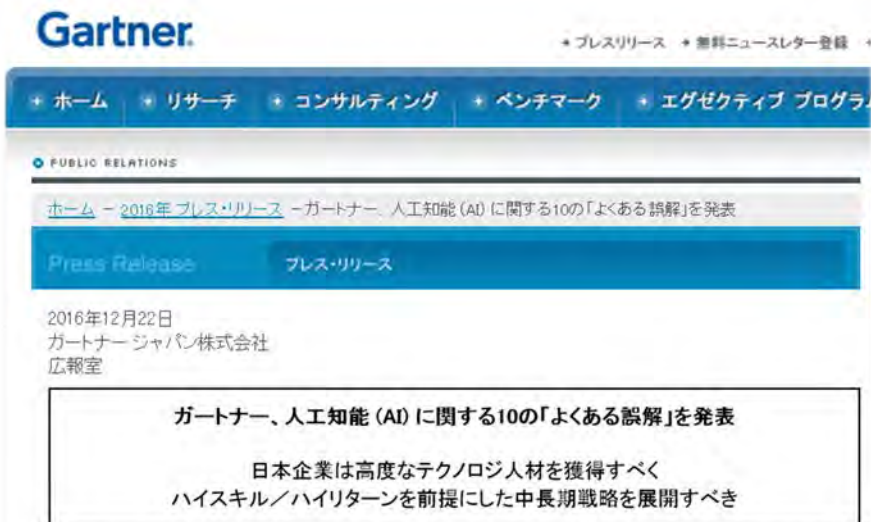 Gartner
プレスリリース 無料ニュースレター登録
ホーム リサーチ コンサルティング ベンチマーク エグゼクティブ プログラム
PUBLIC RELATIONS
ホーム - 2016年 プレス・リリース -ガートナー、人工知能 (AI) に関する10の「よくある誤解」を発表
Press Release プレス・リリース
2016年12月22日
ガートナー ジャパン株式会社
広報室
ガートナー、人工知能 (AI) に関する10の「よくある誤解」を発表
日本企業は高度なテクノロジ人材を獲得すべく
ハイスキル／ハイリターンを前提にした中長期戦略を展開すべき